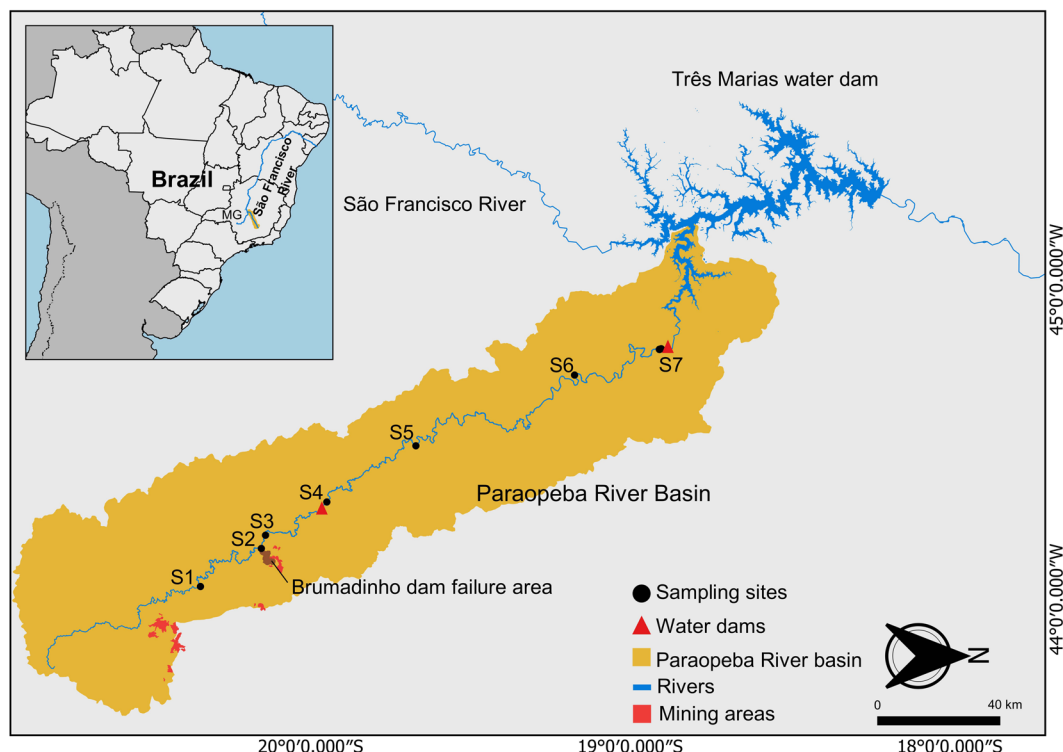 Três Marias water dam
São Francisco
River
Brazil
MG
São Francisco River
45°0'0.000"W
S6
S7
S5
S4
Paraopeba River Basin
S3
S2
S1
Brumadinho dam failure area
Sampling sites
Water dams
Paraopeba River basin
Rivers
Mining areas
N
0 40 km
44°0'0.000"W
20°0'0.000"S 19°0'0.000"S 18°0'0.000"S